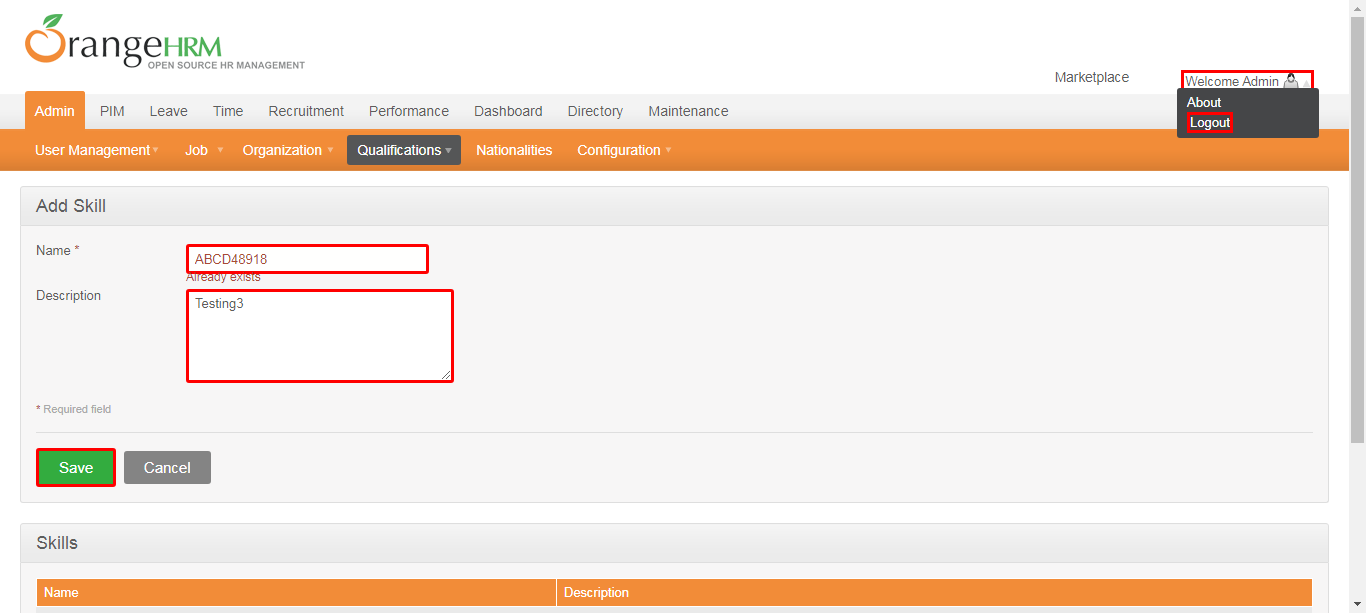 OrangeHRM
OPEN SOURCE HR MANAGEMENT
Marketplace
Welcome Admin
About
Logout
Admin PIM Leave Time Recruitment Performance Dashboard Directory Maintenance
User Management Job Organization Qualifications Nationalities Configuration
Add Skill
Name * ABCD48918
Already exists
Description Testing3
* Required field
Save Cancel
Skills
Name Description